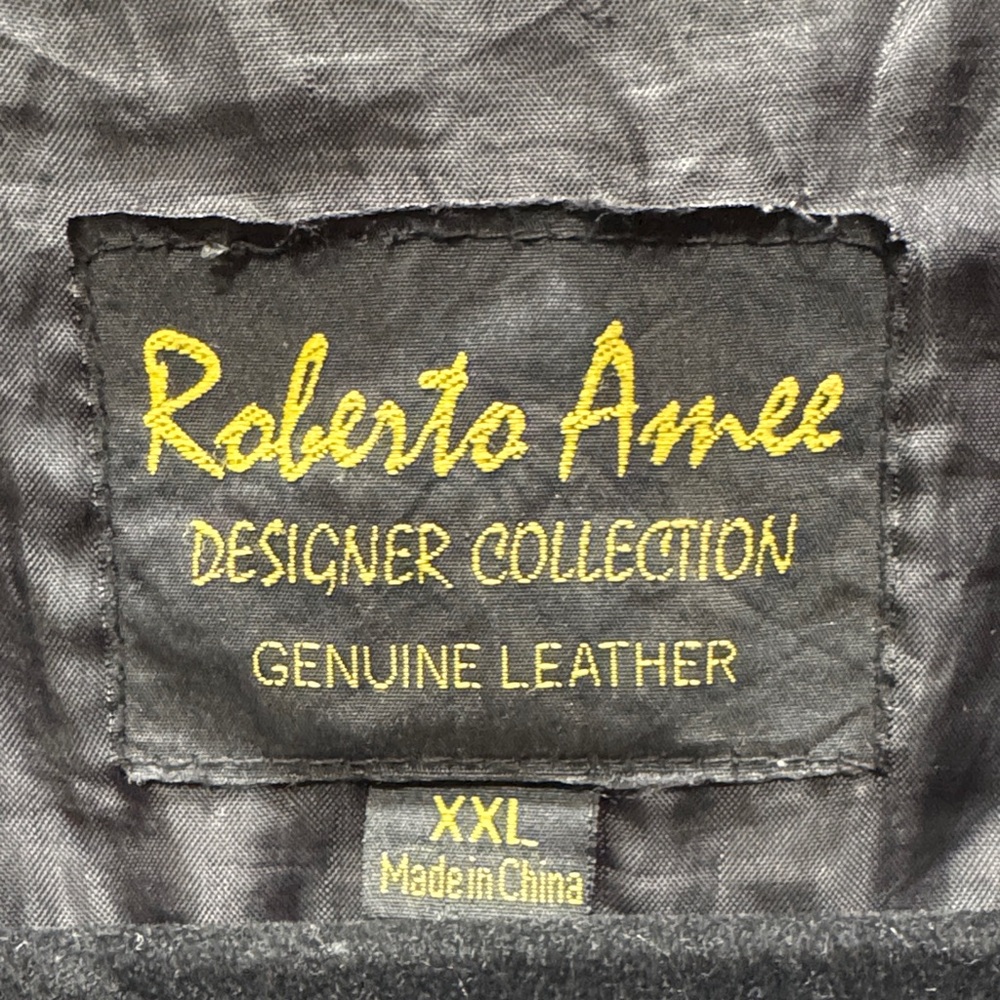 Roberto Amee
DESIGNER COLLECTION
GENUINE LEATHER
XXL
Made in China